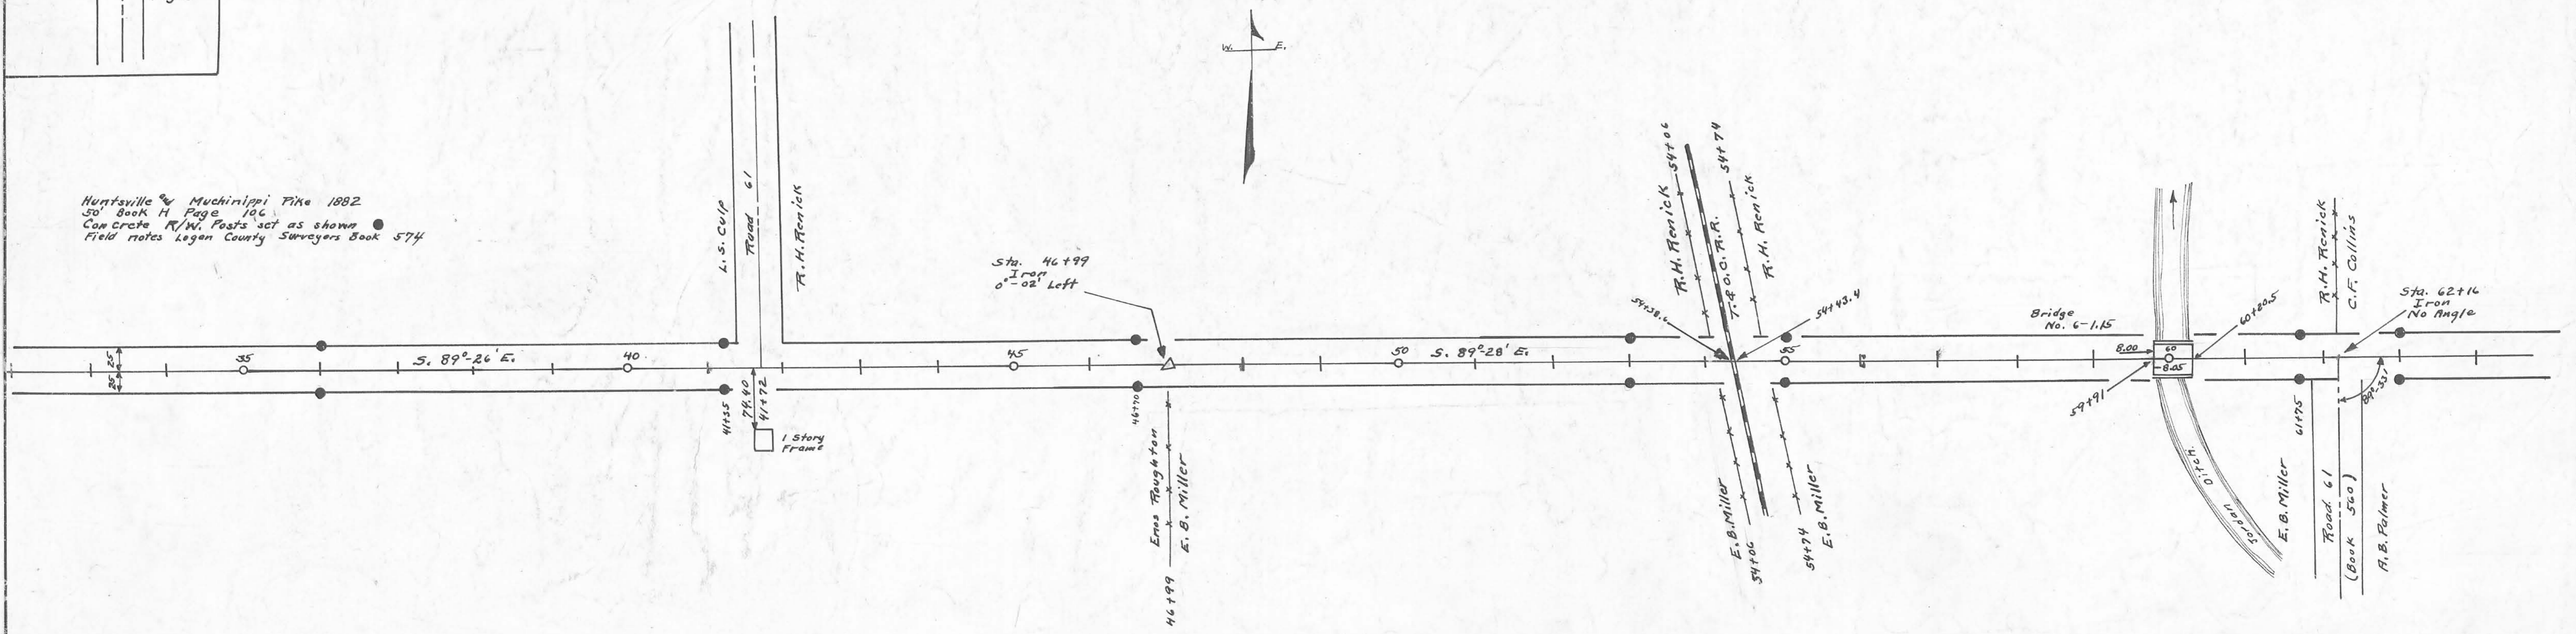 W. E.
Huntsville and Muchinippi Pike 1882
50' Book H Page 106
Concrete R/W. Posts set as shown
Field notes Logan County Surveyors Book 574
L. S. Culp
Road 61
R. H. Renick
Sta. 46+99
Iron
0°-02' Left
R.H. Renick 54+06
T. & O. C. R. R.
54+74
R. H. Renick
54+38.6
54+43.4
Bridge
No. 6-1.15
60+20.5
R. H. Renick
C. F. Collins
Sta. 62+16
Iron
No Angle
25
25
35
S. 89°-26' E.
40
45
50
S. 89°-28' E.
55
8.00
60
8.05
59+91
41+35
74.40
41+72
1 Story
Frame
46+70
Enos Roughton
E. B. Miller
46+99
E. B. Miller
54+06
54+74
E. B. Miller
Ditch
E. B. Miller
61+75
Road 61
(Book 560)
A. B. Palmer